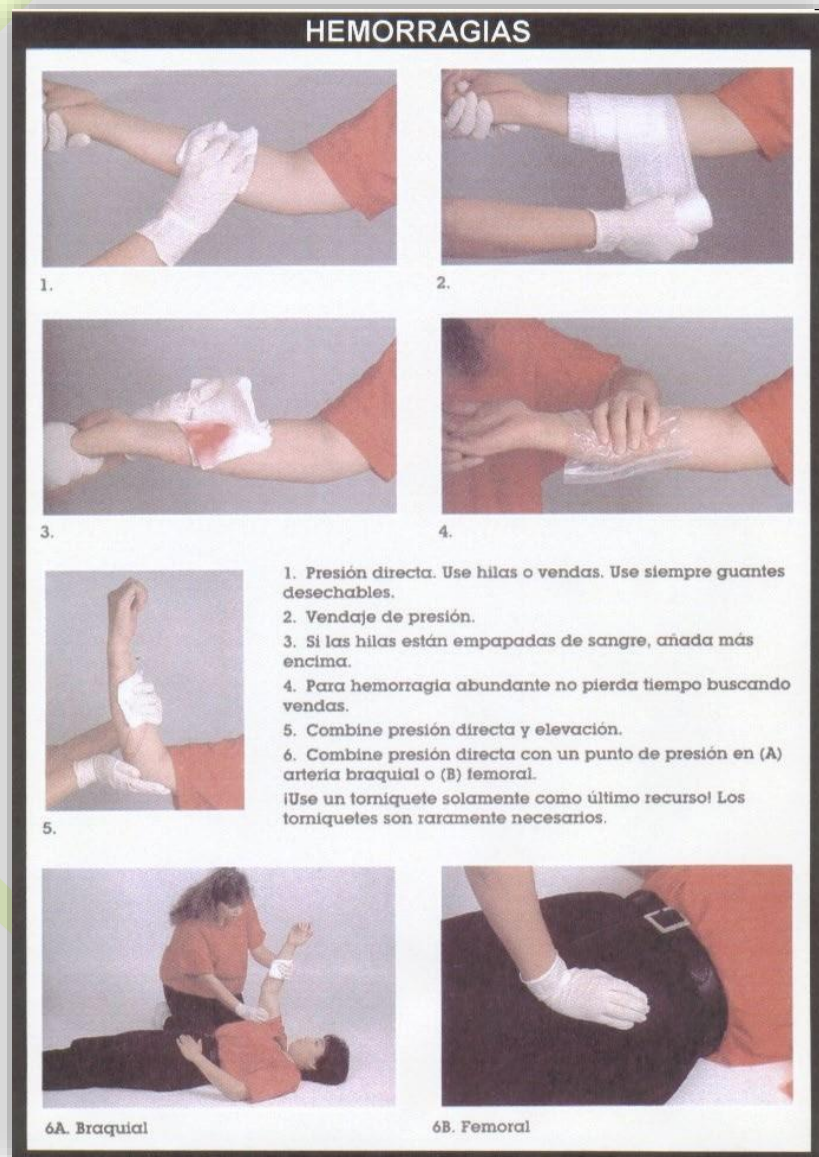 HEMORRAGIAS
1.
2.
3.
4.
1. Presión directa. Use hilas o vendas. Use siempre guantes
desechables.
2. Vendaje de presión.
3. Si las hilas están empapadas de sangre, añada más
encima.
4. Para hemorragia abundante no pierda tiempo buscando
vendas.
5. Combine presión directa y elevación.
6. Combine presión directa con un punto de presión en (A)
arteria braquial o (B) femoral.
¡Use un torniquete solamente como último recurso! Los
torniquetes son raramente necesarios.
5.
6A. Braquial
6B. Femoral